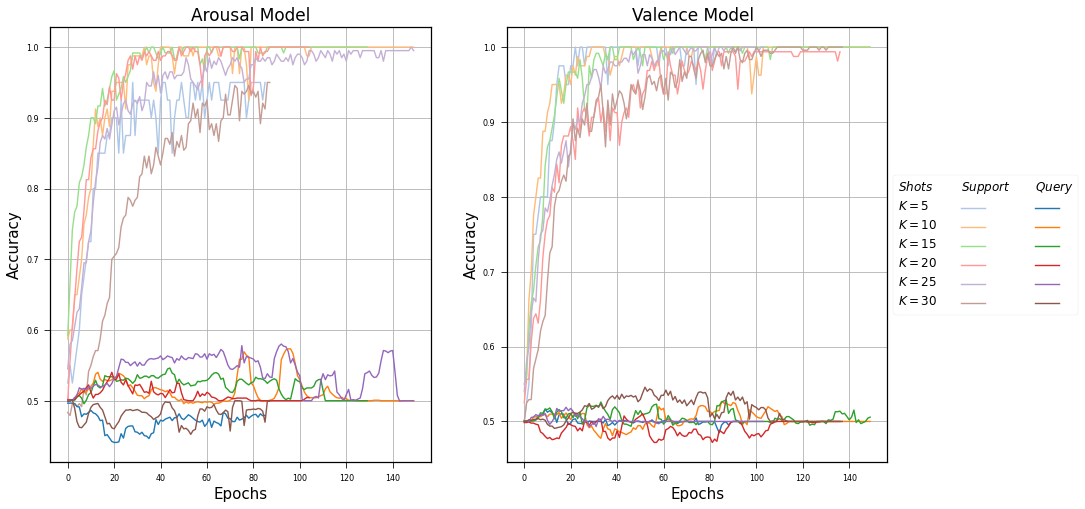 Arousal Model
Accuracy
1.0
0.9
0.8
0.7
0.6
0.5
0 20 40 60 80 100 120 140
Epochs
Valence Model
Accuracy
1.0
0.9
0.8
0.7
0.6
0.5
0 20 40 60 80 100 120 140
Epochs
Shots Support Query
K = 5
K = 10
K = 15
K = 20
K = 25
K = 30